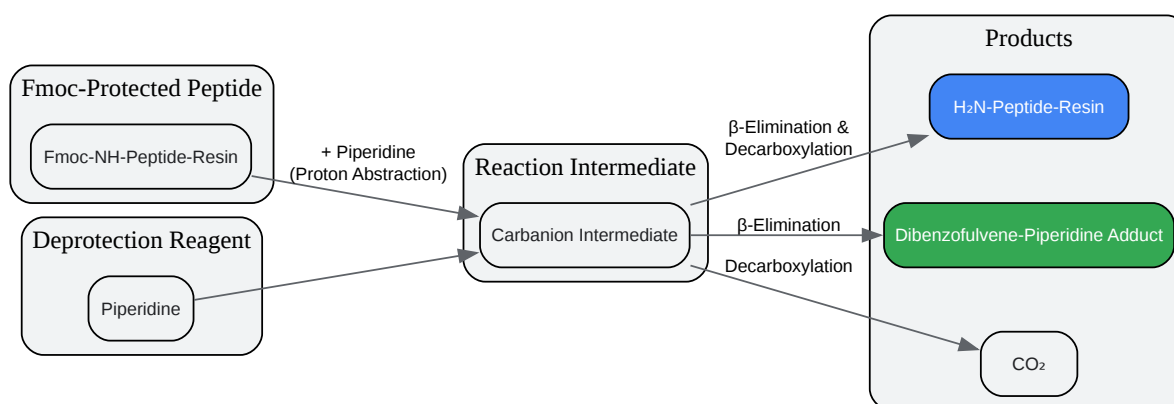 Fmoc-Protected Peptide
Fmoc-NH-Peptide-Resin
Deprotection Reagent
Piperidine
+ Piperidine
(Proton Abstraction)
Reaction Intermediate
Carbanion Intermediate
β-Elimination &
Decarboxylation
β-Elimination
Decarboxylation
Products
H₂N-Peptide-Resin
Dibenzofulvene-Piperidine Adduct
CO₂